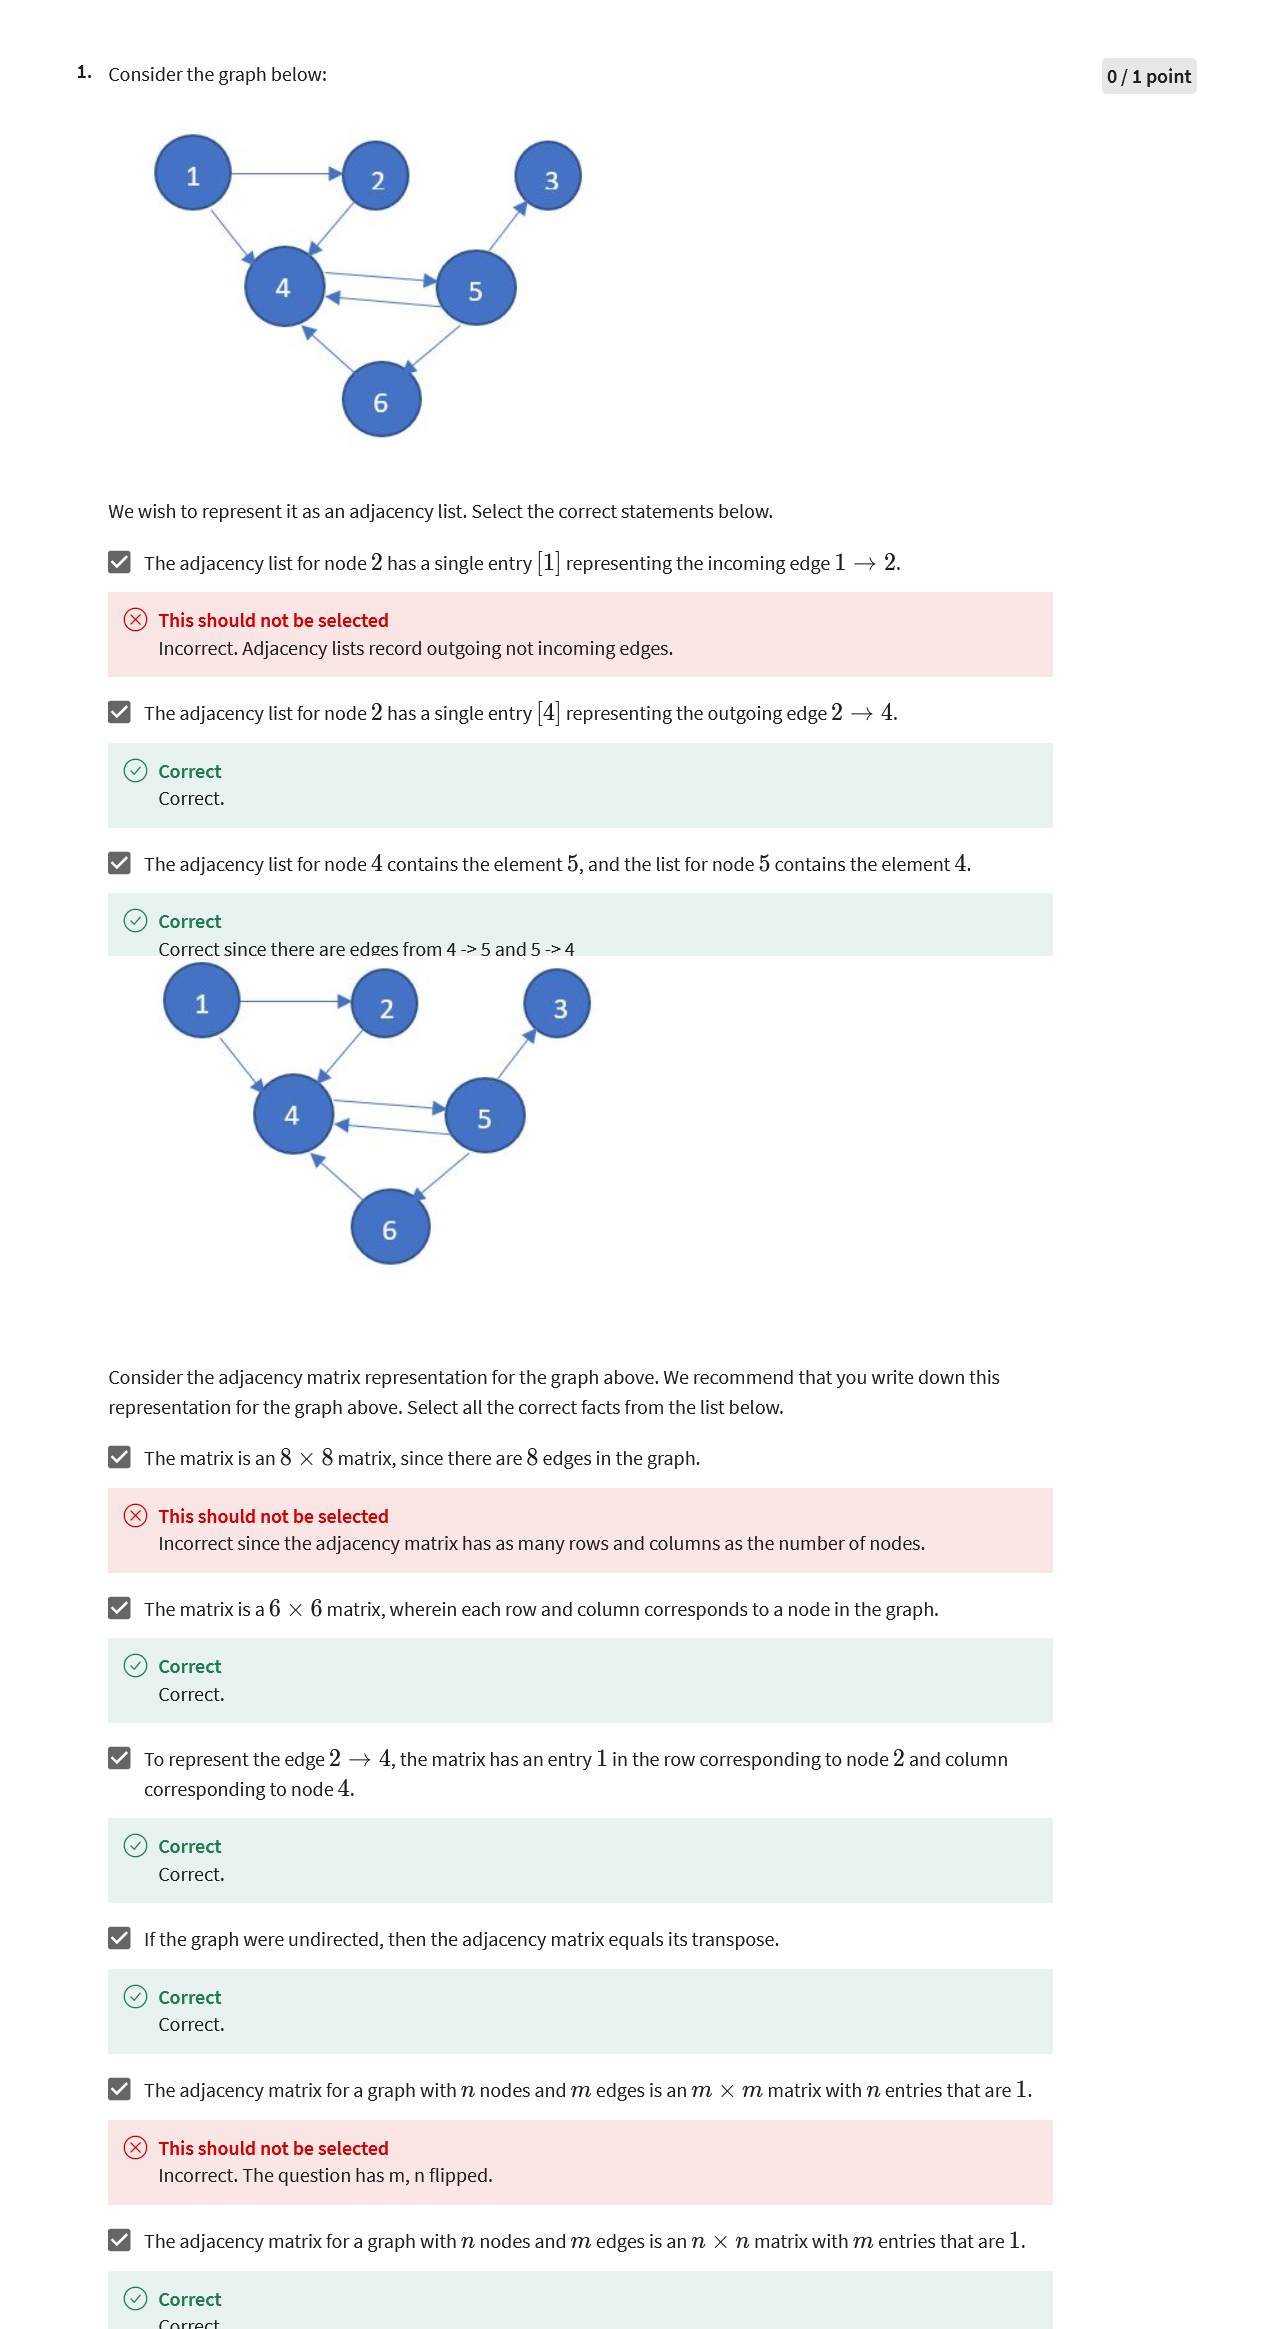 1. Consider the graph below:
0 / 1 point
1
2
3
4
5
6
We wish to represent it as an adjacency list. Select the correct statements below.
The adjacency list for node 2 has a single entry [1] representing the incoming edge 1 → 2.
This should not be selected
Incorrect. Adjacency lists record outgoing not incoming edges.
The adjacency list for node 2 has a single entry [4] representing the outgoing edge 2 → 4.
Correct
Correct.
The adjacency list for node 4 contains the element 5, and the list for node 5 contains the element 4.
Correct
Correct since there are edges from 4 -> 5 and 5 -> 4
1
2
3
4
5
6
Consider the adjacency matrix representation for the graph above. We recommend that you write down this
representation for the graph above. Select all the correct facts from the list below.
The matrix is an 8 × 8 matrix, since there are 8 edges in the graph.
This should not be selected
Incorrect since the adjacency matrix has as many rows and columns as the number of nodes.
The matrix is a 6 × 6 matrix, wherein each row and column corresponds to a node in the graph.
Correct
Correct.
To represent the edge 2 → 4, the matrix has an entry 1 in the row corresponding to node 2 and column
corresponding to node 4.
Correct
Correct.
If the graph were undirected, then the adjacency matrix equals its transpose.
Correct
Correct.
The adjacency matrix for a graph with n nodes and m edges is an m × m matrix with n entries that are 1.
This should not be selected
Incorrect. The question has m, n flipped.
The adjacency matrix for a graph with n nodes and m edges is an n × n matrix with m entries that are 1.
Correct
Correct